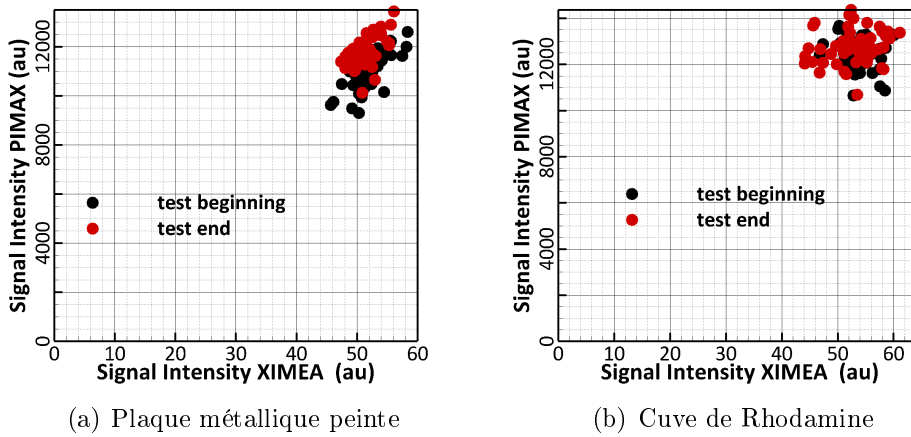 12000
8000
4000
0
Signal Intensity PIMAX (au)
test beginning
test end
0 10 20 30 40 50 60
Signal Intensity XIMEA (au)
(a) Plaque métallique peinte
12000
8000
4000
0
Signal Intensity PIMAX (au)
test beginning
test end
0 10 20 30 40 50 60
Signal Intensity XIMEA (au)
(b) Cuve de Rhodamine